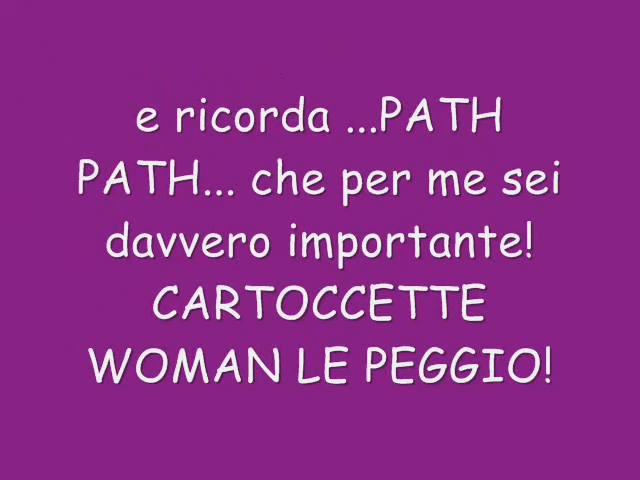 e ricorda ...PATH
PATH... che per me sei
davvero importante!
CARTOCCETTE
WOMAN LE PEGGIO!